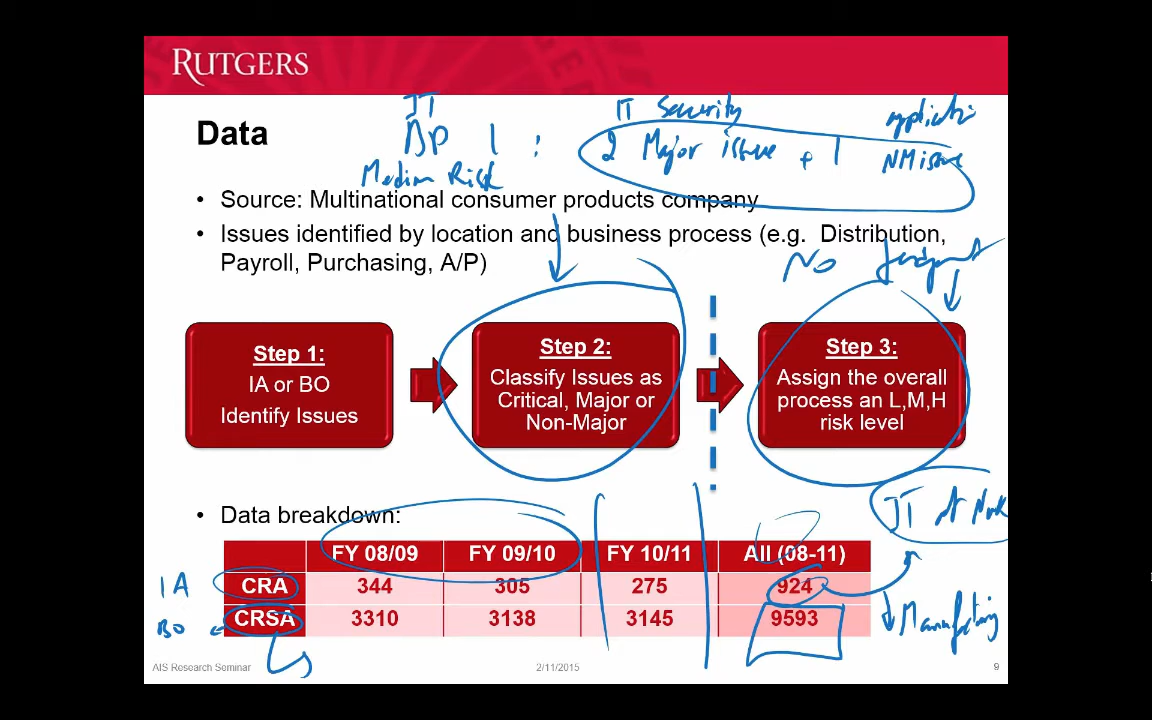 RUTGERS
IT
IT Security
Data
AP 1 : 2 Major issue + 1 NM issue
Medium Risk
• Source: Multinational consumer products company
• Issues identified by location and business process (e.g. Distribution,
Payroll, Purchasing, A/P)
No
Step 1:
IA or BO
Identify Issues
Step 2:
Classify Issues as
Critical, Major or
Non-Major
Step 3:
Assign the overall
process an L,M,H
risk level
• Data breakdown:
FY 08/09 FY 09/10 FY 10/11 All (08-11)
IA CRA 344 305 275 924
BO CRSA 3310 3138 3145 9593
Manufacturing
AIS Research Seminar 2/11/2015 9